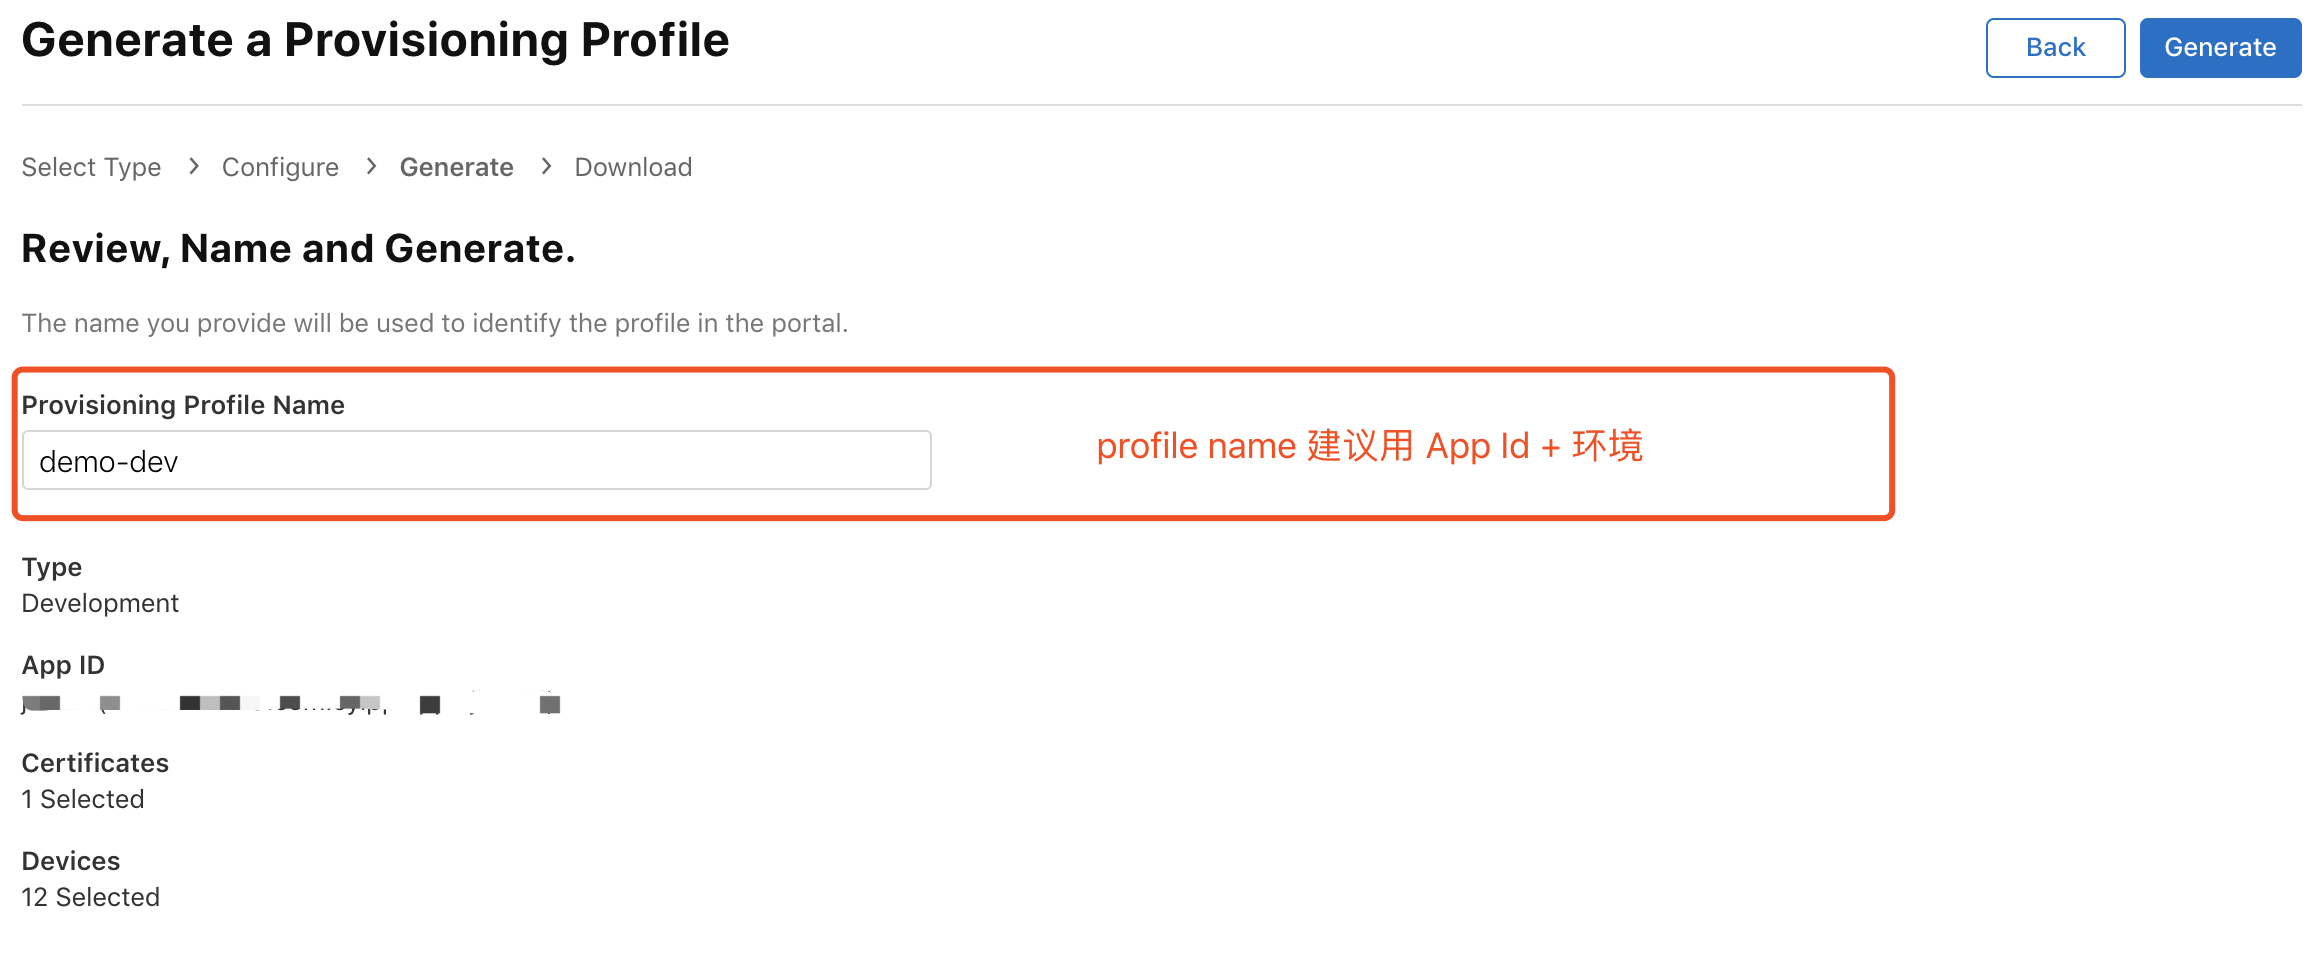 Generate a Provisioning Profile
Back
Generate
Select Type > Configure > Generate > Download
Review, Name and Generate.
The name you provide will be used to identify the profile in the portal.
Provisioning Profile Name
demo-dev
profile name 建议用 App Id + 环境
Type
Development
App ID
Certificates
1 Selected
Devices
12 Selected